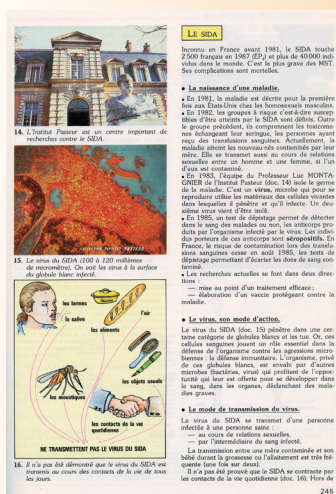 14. L'Institut Pasteur est un centre important de
recherches contre le SIDA.
COLLECTION INSTITUT PASTEUR
15. Le virus du SIDA (100 à 120 millièmes
de micromètre). On voit les virus à la surface
du globule blanc infecté.
les larmes
la salive
l'air
les aliments
les objets usuels
les moustiques
les contacts de la vie
quotidienne
NE TRANSMETTENT PAS LE VIRUS DU SIDA
16. Il n'a pas été démontré que le virus du SIDA est
transmis au cours des contacts de la vie de tous
les jours.
LE SIDA
Inconnu en France avant 1981, le SIDA touche
2 500 français en 1987 (EP₄) et plus de 40 000 indi-
vidus dans le monde. C'est la plus grave des MST.
Ses complications sont mortelles.
• La naissance d'une maladie.
• En 1981, la maladie est décrite pour la première
fois aux États-Unis chez les homosexuels masculins.
• En 1982, les groupes à risque c'est-à-dire suscep-
tibles d'être atteints par le SIDA sont définis. Outre
le groupe précédent, ils comprennent les toxicoma-
nes échangeant leur seringue, les personnes ayant
reçu des transfusions sanguines. Actuellement, la
maladie atteint les nouveau-nés contaminés par leur
mère. Elle se transmet aussi au cours de relations
sexuelles entre un homme et une femme, si l'un
d'eux est contaminé.
• En 1983, l'équipe du Professeur Luc MONTA-
GNIER de l'Institut Pasteur (doc. 14) isole le germe
de la maladie. C'est un virus, microbe qui pour se
reproduire utilise les matériaux des cellules vivantes
dans lesquelles il pénètre et qu'il infecte. Un deu-
xième virus vient d'être isolé.
• En 1985, un test de dépistage permet de détecter
dans le sang des malades ou non, les anticorps pro-
duits par l'organisme infecté par le virus. Les indivi-
dus porteurs de ces anticorps sont séropositifs. En
France, le risque de contamination lors des transfu-
sions sanguines cesse en août 1985, les tests de
dépistage permettant d'écarter les dons de sang con-
taminé.
• Les recherches actuelles se font dans deux direc-
tions :
— mise au point d'un traitement efficace ;
— élaboration d'un vaccin protégeant contre la
maladie.
• Le virus, son mode d'action.
Le virus du SIDA (doc. 15) pénètre dans une cer-
taine catégorie de globules blancs et les tue. Or, ces
cellules sanguines jouent un rôle essentiel dans la
défense de l'organisme contre les agressions micro-
biennes : la défense immunitaire. L'organisme, privé
de ces globules blancs, est envahi par d'autres
microbes (bactéries, virus) qui profitent de l'oppor-
tunité qui leur est offerte pour se développer dans
le sang, dans les organes, déclenchant des mala-
dies graves.
• Le mode de transmission du virus.
Le virus du SIDA se transmet d'une personne
infectée à une personne saine :
— au cours de relations sexuelles,
— par l'intermédiaire du sang infecté.
La transmission entre une mère contaminée et son
bébé durant la grossesse ou l'allaitement est très fré-
quente (une fois sur deux).
Il n'a pas été prouvé que le SIDA se contracte par
les contacts de la vie quotidienne (doc. 16). Hors de
245